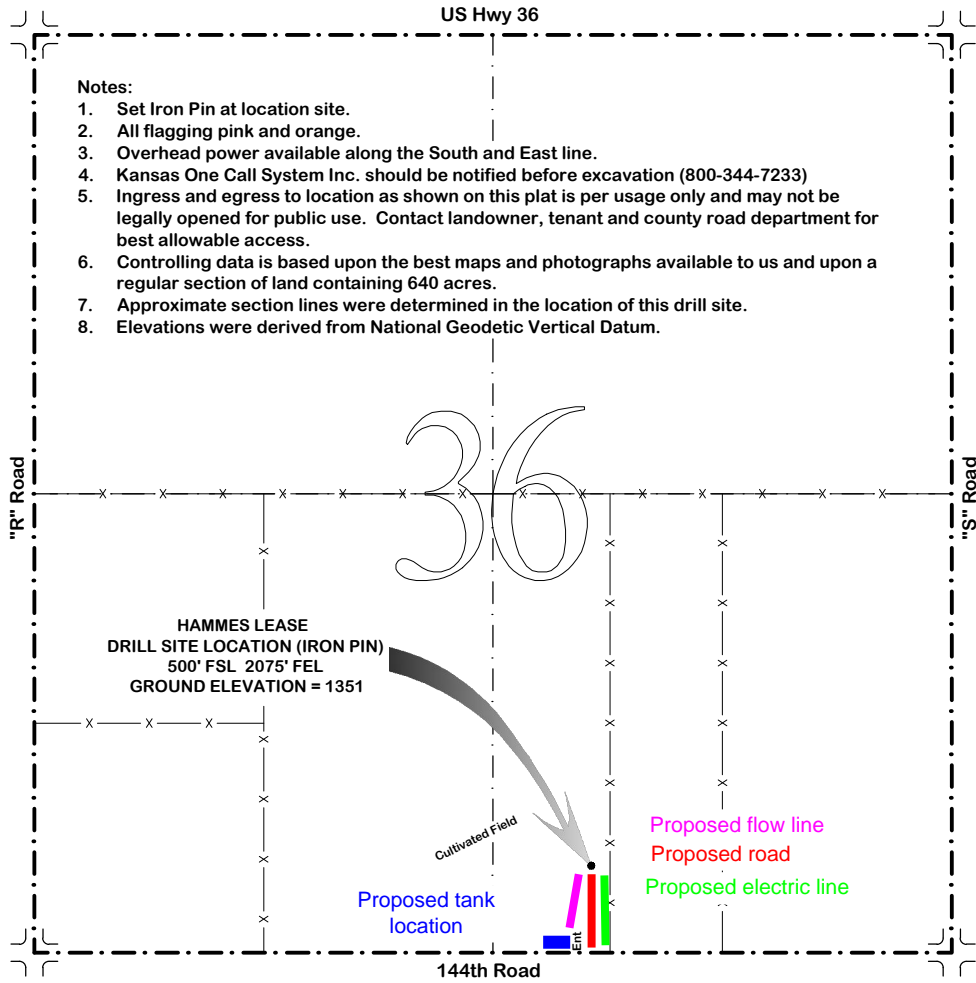 US Hwy 36
Notes:
1. Set Iron Pin at location site.
2. All flagging pink and orange.
3. Overhead power available along the South and East line.
4. Kansas One Call System Inc. should be notified before excavation (800-344-7233)
5. Ingress and egress to location as shown on this plat is per usage only and may not be
legally opened for public use. Contact landowner, tenant and county road department for
best allowable access.
6. Controlling data is based upon the best maps and photographs available to us and upon a
regular section of land containing 640 acres.
7. Approximate section lines were determined in the location of this drill site.
8. Elevations were derived from National Geodetic Vertical Datum.
36
"R" Road
"S" Road
HAMMES LEASE
DRILL SITE LOCATION (IRON PIN)
500' FSL 2075' FEL
GROUND ELEVATION = 1351
Cultivated Field
Proposed flow line
Proposed road
Proposed electric line
Proposed tank
location
Ent
144th Road